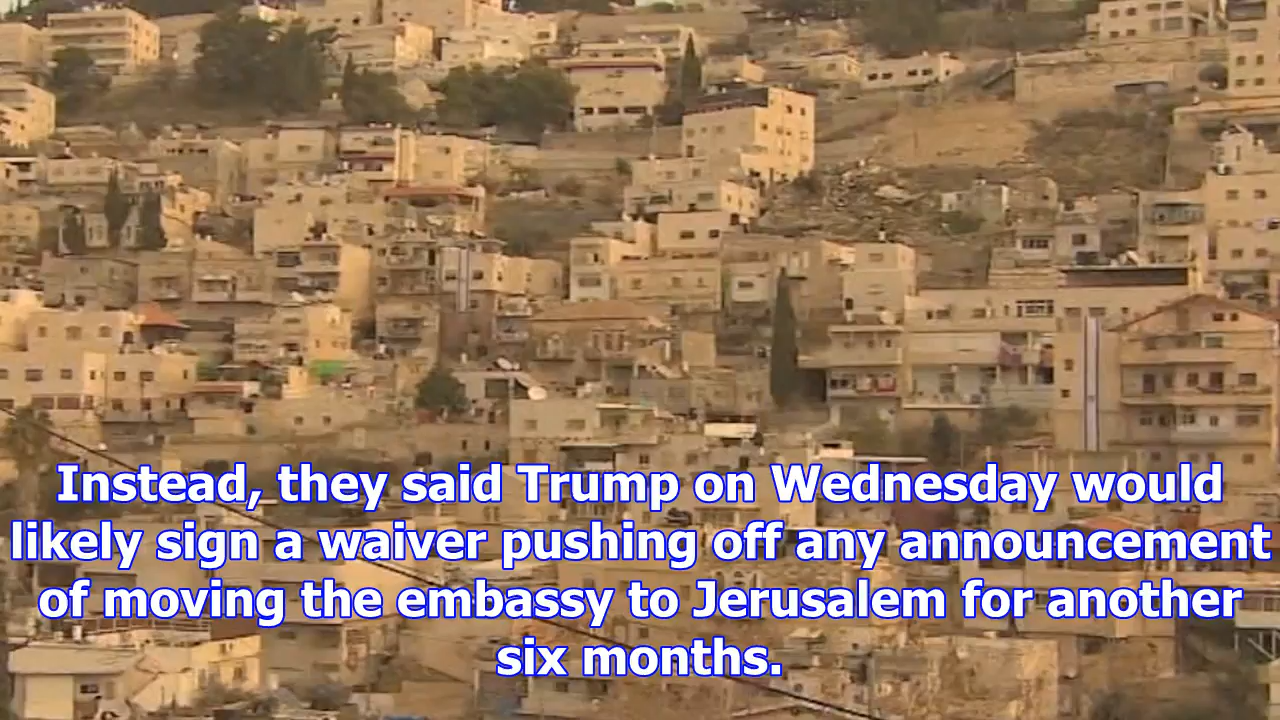 Instead, they said Trump on Wednesday would
likely sign a waiver pushing off any announcement
of moving the embassy to Jerusalem for another
six months.